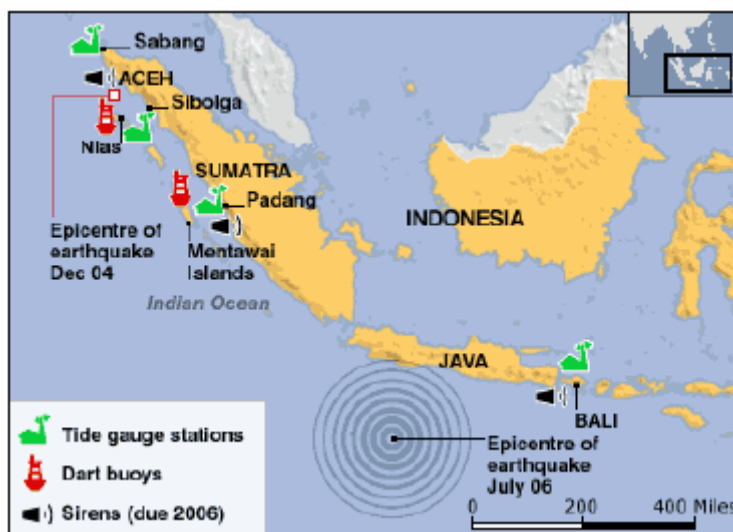 Sabang
ACEH
Sibolga
Nias
SUMATRA
Padang
INDONESIA
Epicentre of
earthquake
Dec 04
Mentawai
Islands
Indian Ocean
JAVA
BALI
Tide gauge stations
Dart buoys
Sirens (due 2006)
Epicentre of
earthquake
July 06
0 200 400 Miles